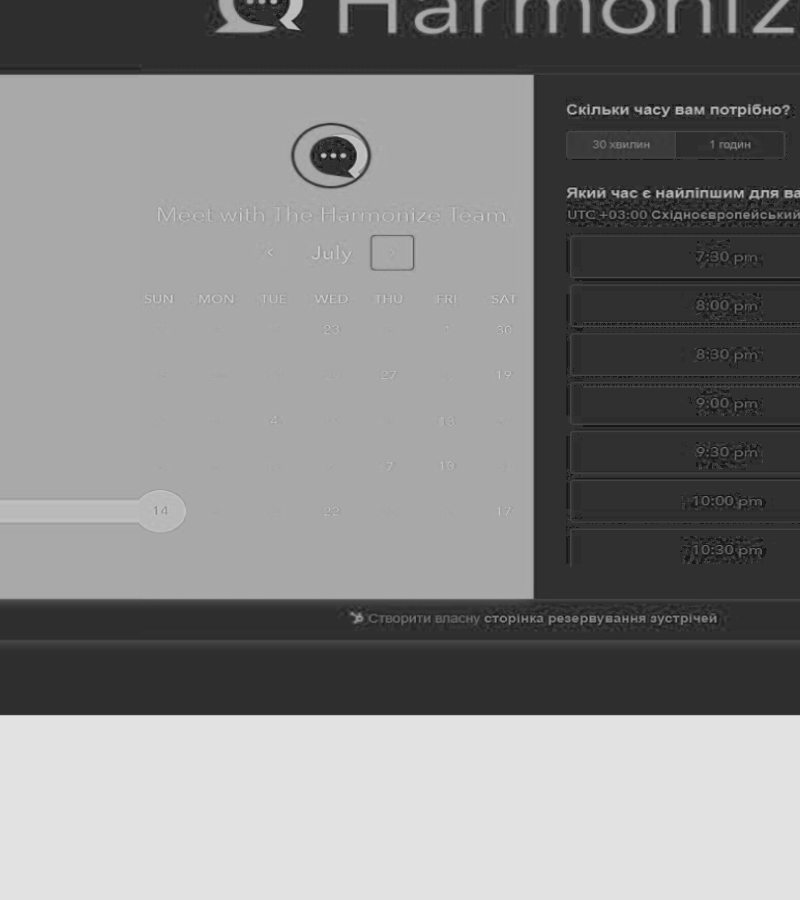 Harmoniz
Скільки часу вам потрібно?
30 хвилин
1 годин
Meet with The Harmonize Team
Який час є найліпшим для ва
UTC +03:00 Східноєвропейський
< July >
7:30 pm
SUN MON TUE WED THU FRI SAT
8:00 pm
23 1 30
8:30 pm
27 19
9:00 pm
4 13
9:30 pm
7 10
10:00 pm
14 22 17
10:30 pm
Створити власну сторінка резервування зустрічей